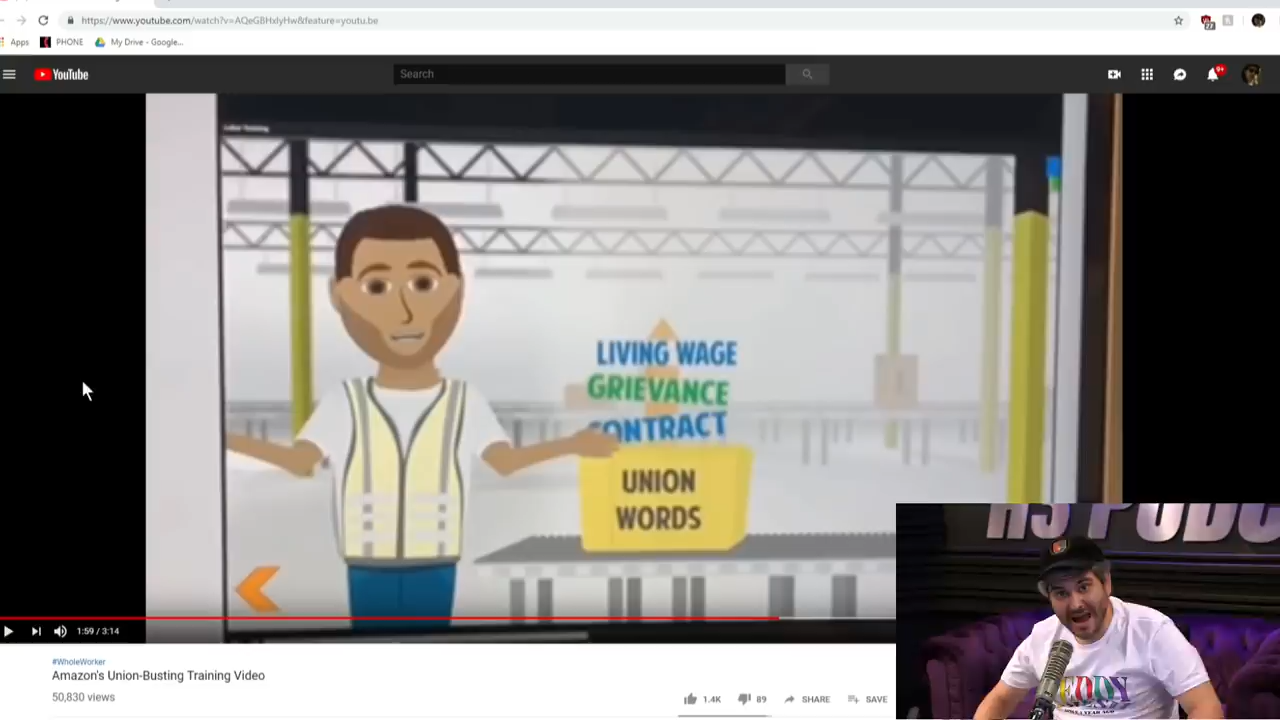 https://www.youtube.com/watch?v=AQeGBHxlyHw&feature=youtu.be
Apps
PHONE
My Drive - Google...
YouTube
Search
9+
27
LIVING WAGE
GRIEVANCE
CONTRACT
UNION
WORDS
1:59 / 3:14
#WholeWorker
Amazon's Union-Busting Training Video
50,830 views
1.4K
89
SHARE
SAVE